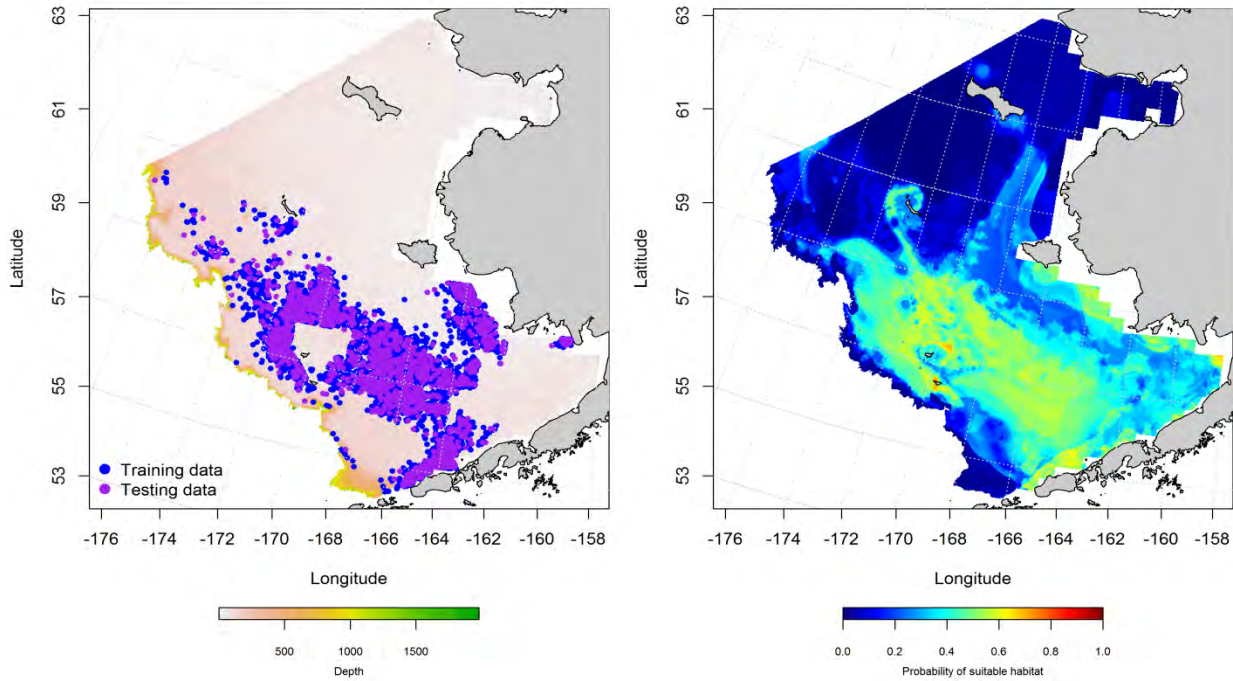 63
61
59
57
55
53
Latitude
Training data
Testing data
-176 -174 -172 -170 -168 -166 -164 -162 -160 -158
Longitude
500 1000 1500
Depth
63
61
59
57
55
53
Latitude
-176 -174 -172 -170 -168 -166 -164 -162 -160 -158
Longitude
0.0 0.2 0.4 0.6 0.8 1.0
Probability of suitable habitat